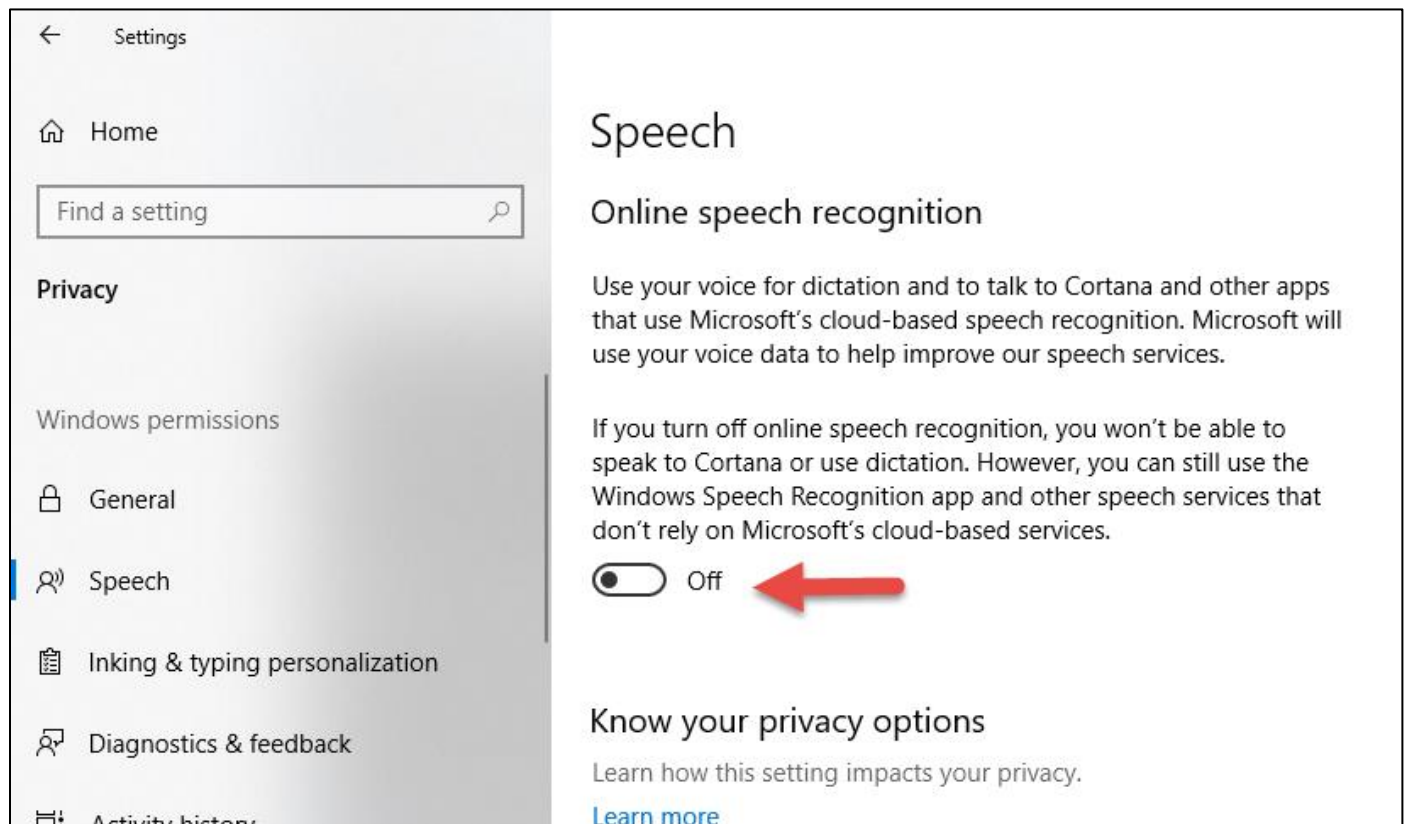 Settings
Home
Find a setting
Privacy
Windows permissions
General
Speech
Inking & typing personalization
Diagnostics & feedback
Activity history
Speech
Online speech recognition
Use your voice for dictation and to talk to Cortana and other apps
that use Microsoft’s cloud-based speech recognition. Microsoft will
use your voice data to help improve our speech services.
If you turn off online speech recognition, you won’t be able to
speak to Cortana or use dictation. However, you can still use the
Windows Speech Recognition app and other speech services that
don’t rely on Microsoft’s cloud-based services.
Off
Know your privacy options
Learn how this setting impacts your privacy.
Learn more